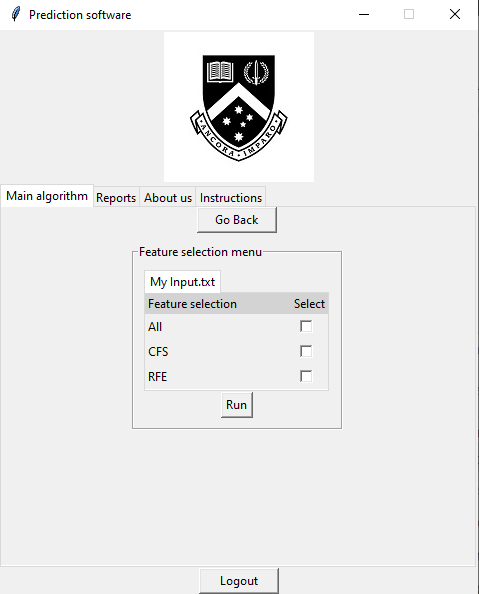 Prediction software
ANCORA IMPARO
Main algorithm Reports About us Instructions
Go Back
Feature selection menu
My Input.txt
Feature selection Select
All
CFS
RFE
Run
Logout